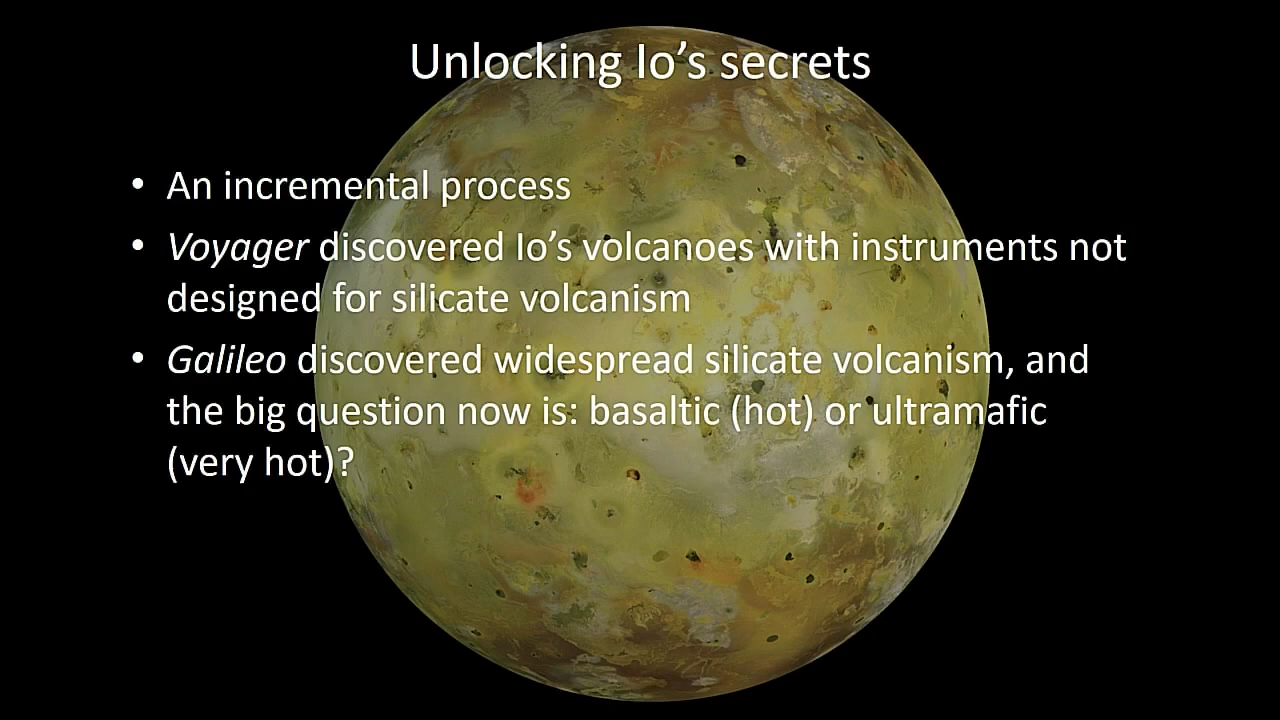 Unlocking Io’s secrets
• An incremental process
• Voyager discovered Io’s volcanoes with instruments not
designed for silicate volcanism
• Galileo discovered widespread silicate volcanism, and
the big question now is: basaltic (hot) or ultramafic
(very hot)?